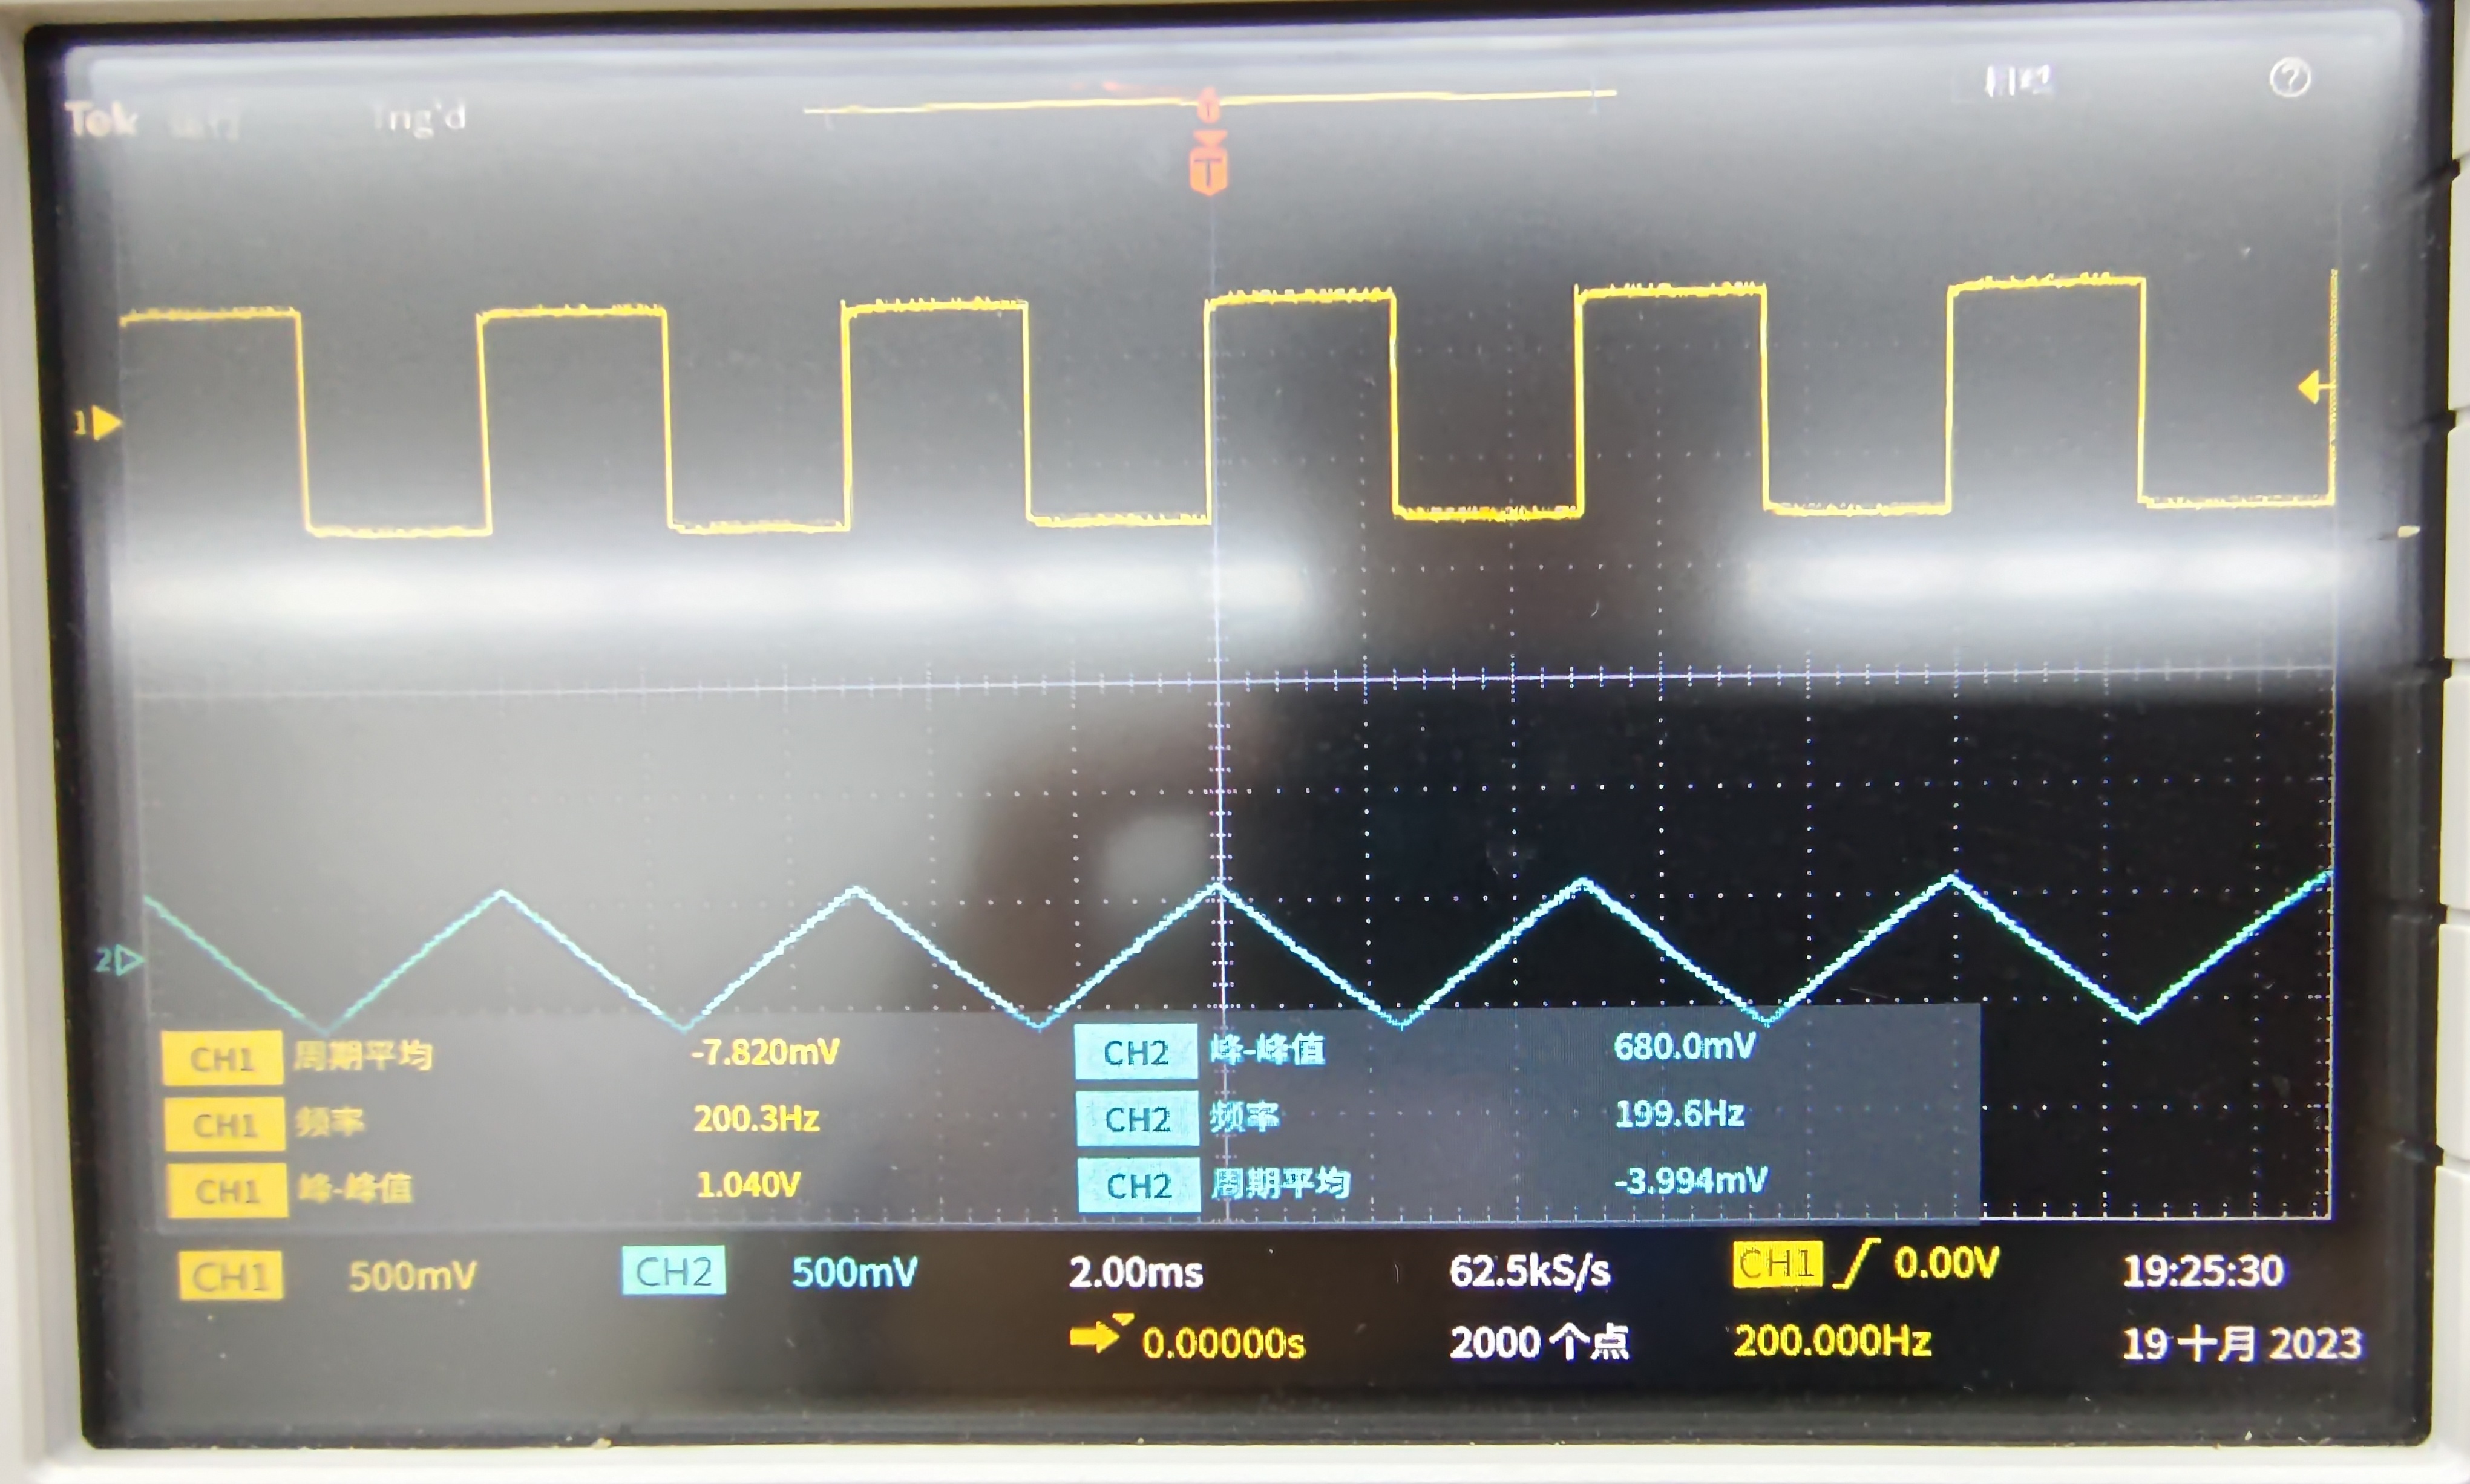 Tek Trig'd
T
1
2
CH1 周期平均 -7.820mV CH2 峰-峰值 680.0mV
CH1 频率 200.3Hz CH2 频率 199.6Hz
CH1 峰-峰值 1.040V CH2 周期平均 -3.994mV
CH1 500mV CH2 500mV 2.00ms 62.5kS/s CH1 0.00V 19:25:30
0.00000s 2000 个点 200.000Hz 19 十月 2023